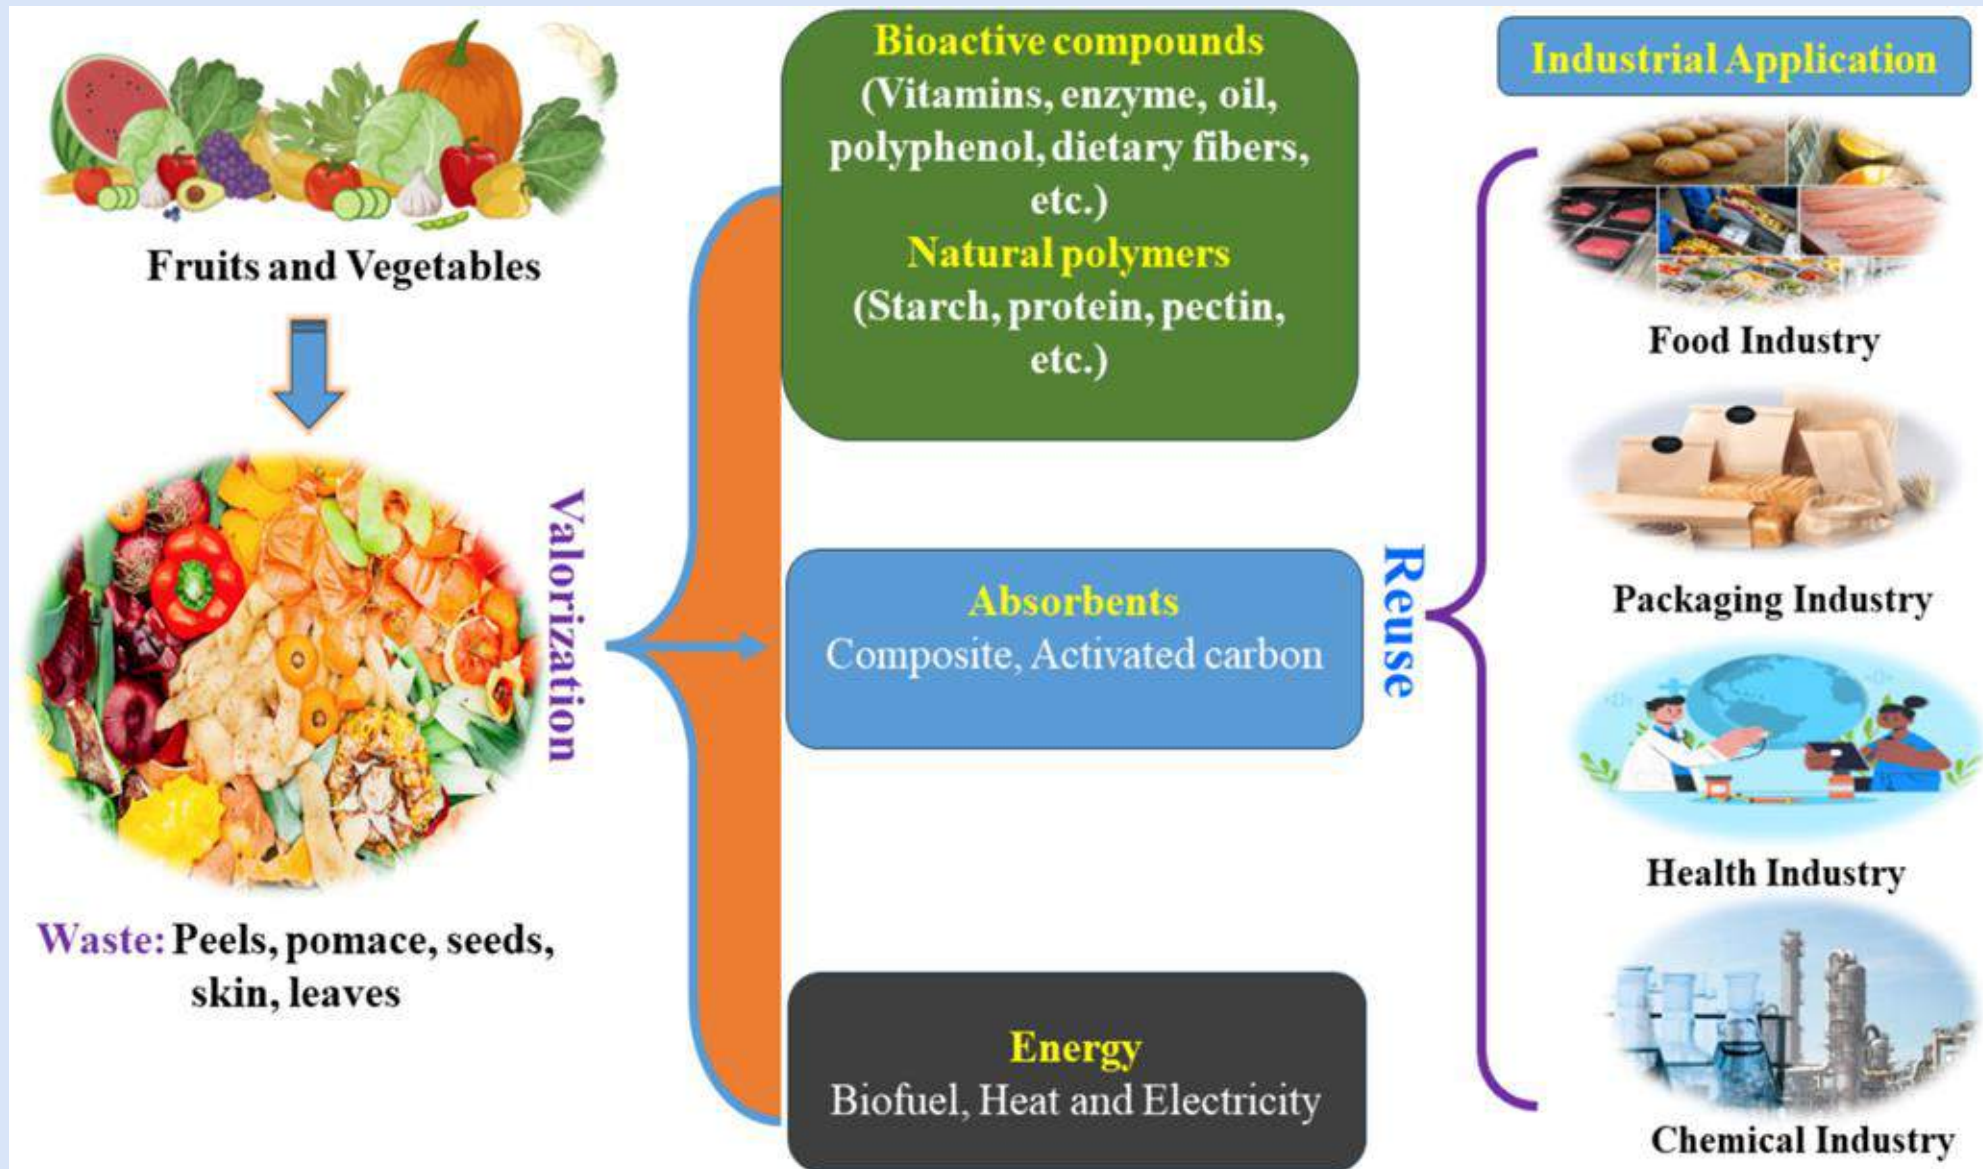 Fruits and Vegetables
Waste: Peels, pomace, seeds,
skin, leaves
Valorization
Bioactive compounds
(Vitamins, enzyme, oil,
polyphenol, dietary fibers,
etc.)
Natural polymers
(Starch, protein, pectin,
etc.)
Absorbents
Composite, Activated carbon
Energy
Biofuel, Heat and Electricity
Reuse
Industrial Application
Food Industry
Packaging Industry
Health Industry
Chemical Industry